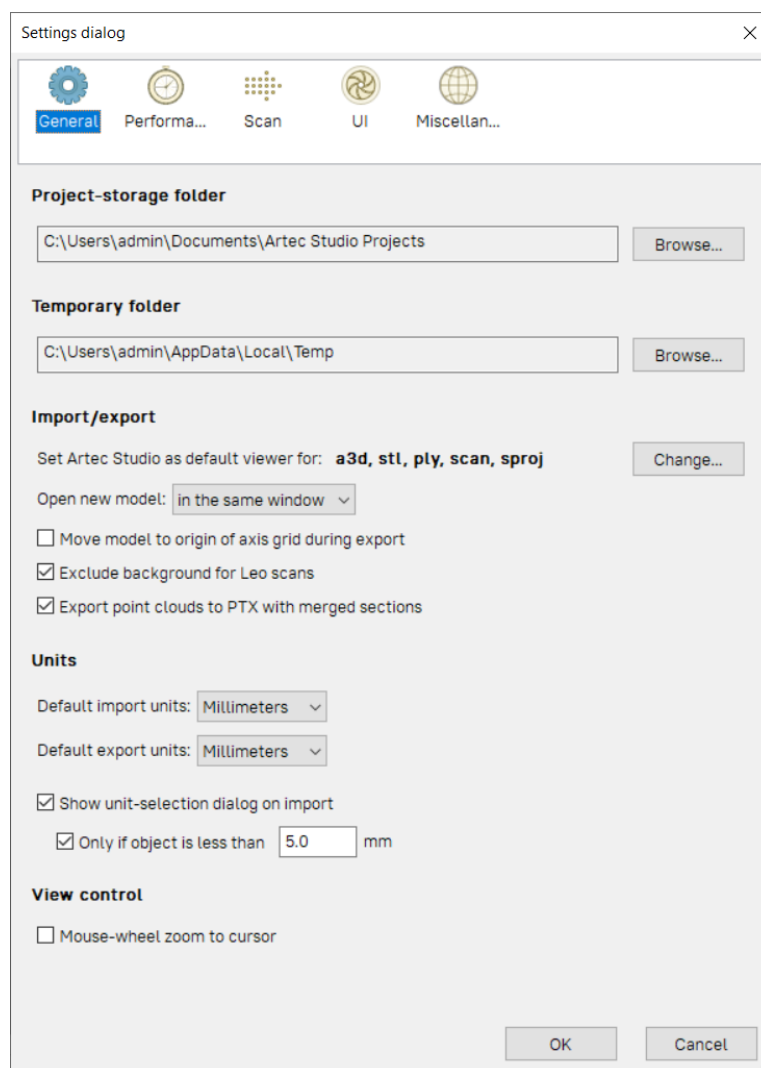 Settings dialog
General Performa... Scan UI Miscellan...
Project-storage folder
C:\Users\admin\Documents\Artec Studio Projects Browse...
Temporary folder
C:\Users\admin\AppData\Local\Temp Browse...
Import/export
Set Artec Studio as default viewer for: a3d, stl, ply, scan, sproj Change...
Open new model: in the same window
Move model to origin of axis grid during export
Exclude background for Leo scans
Export point clouds to PTX with merged sections
Units
Default import units: Millimeters
Default export units: Millimeters
Show unit-selection dialog on import
Only if object is less than 5.0 mm
View control
Mouse-wheel zoom to cursor
OK Cancel